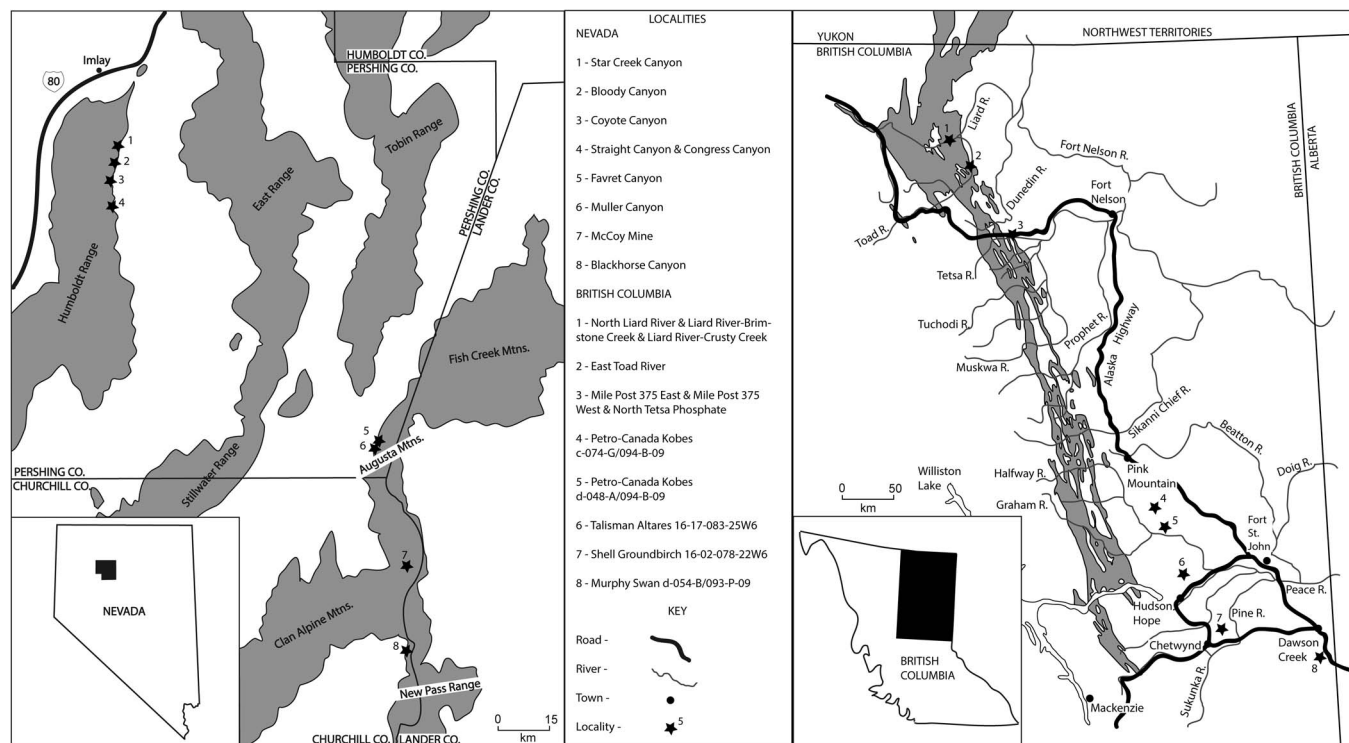 Imlay
80
HUMBOLDT CO.
PERSHING CO.
Tobin Range
East Range
1
2
3
4
Humboldt Range
PERSHING CO.
LANDER CO.
Fish Creek Mtns.
5
6
Augusta Mtns.
Stillwater Range
PERSHING CO.
CHURCHILL CO.
7
Clan Alpine Mtns.
8
New Pass Range
NEVADA
0 15
km
CHURCHILL CO.
LANDER CO.
LOCALITIES
NEVADA
1 - Star Creek Canyon
2 - Bloody Canyon
3 - Coyote Canyon
4 - Straight Canyon & Congress Canyon
5 - Favret Canyon
6 - Muller Canyon
7 - McCoy Mine
8 - Blackhorse Canyon
BRITISH COLUMBIA
1 - North Liard River & Liard River-Brim-
stone Creek & Liard River-Crusty Creek
2 - East Toad River
3 - Mile Post 375 East & Mile Post 375
West & North Tetsa Phosphate
4 - Petro-Canada Kobes
c-074-G/094-B-09
5 - Petro-Canada Kobes
d-048-A/094-B-09
6 - Talisman Altares 16-17-083-25W6
7 - Shell Groundbirch 16-02-078-22W6
8 - Murphy Swan d-054-B/093-P-09
KEY
Road -
River -
Town -
Locality - 5
YUKON
BRITISH COLUMBIA
NORTHWEST TERRITORIES
BRITISH COLUMBIA
ALBERTA
1
Liard R.
2
Fort Nelson R.
Dunedin R.
Fort
Nelson
3
Toad R.
Tetsa R.
Tuchodi R.
Prophet R.
Muskwa R.
Alaska Highway
Sikanni Chief R.
Beatton R.
Doig R.
Pink
Mountain
Halfway R.
Williston
Lake
Graham R.
0 50
km
4
5
Fort
St.
John
6
Peace R.
Hudson
Hope
7
Pine R.
Chetwynd
Dawson
Creek
8
Sukunka R.
Mackenzie
BRITISH
COLUMBIA